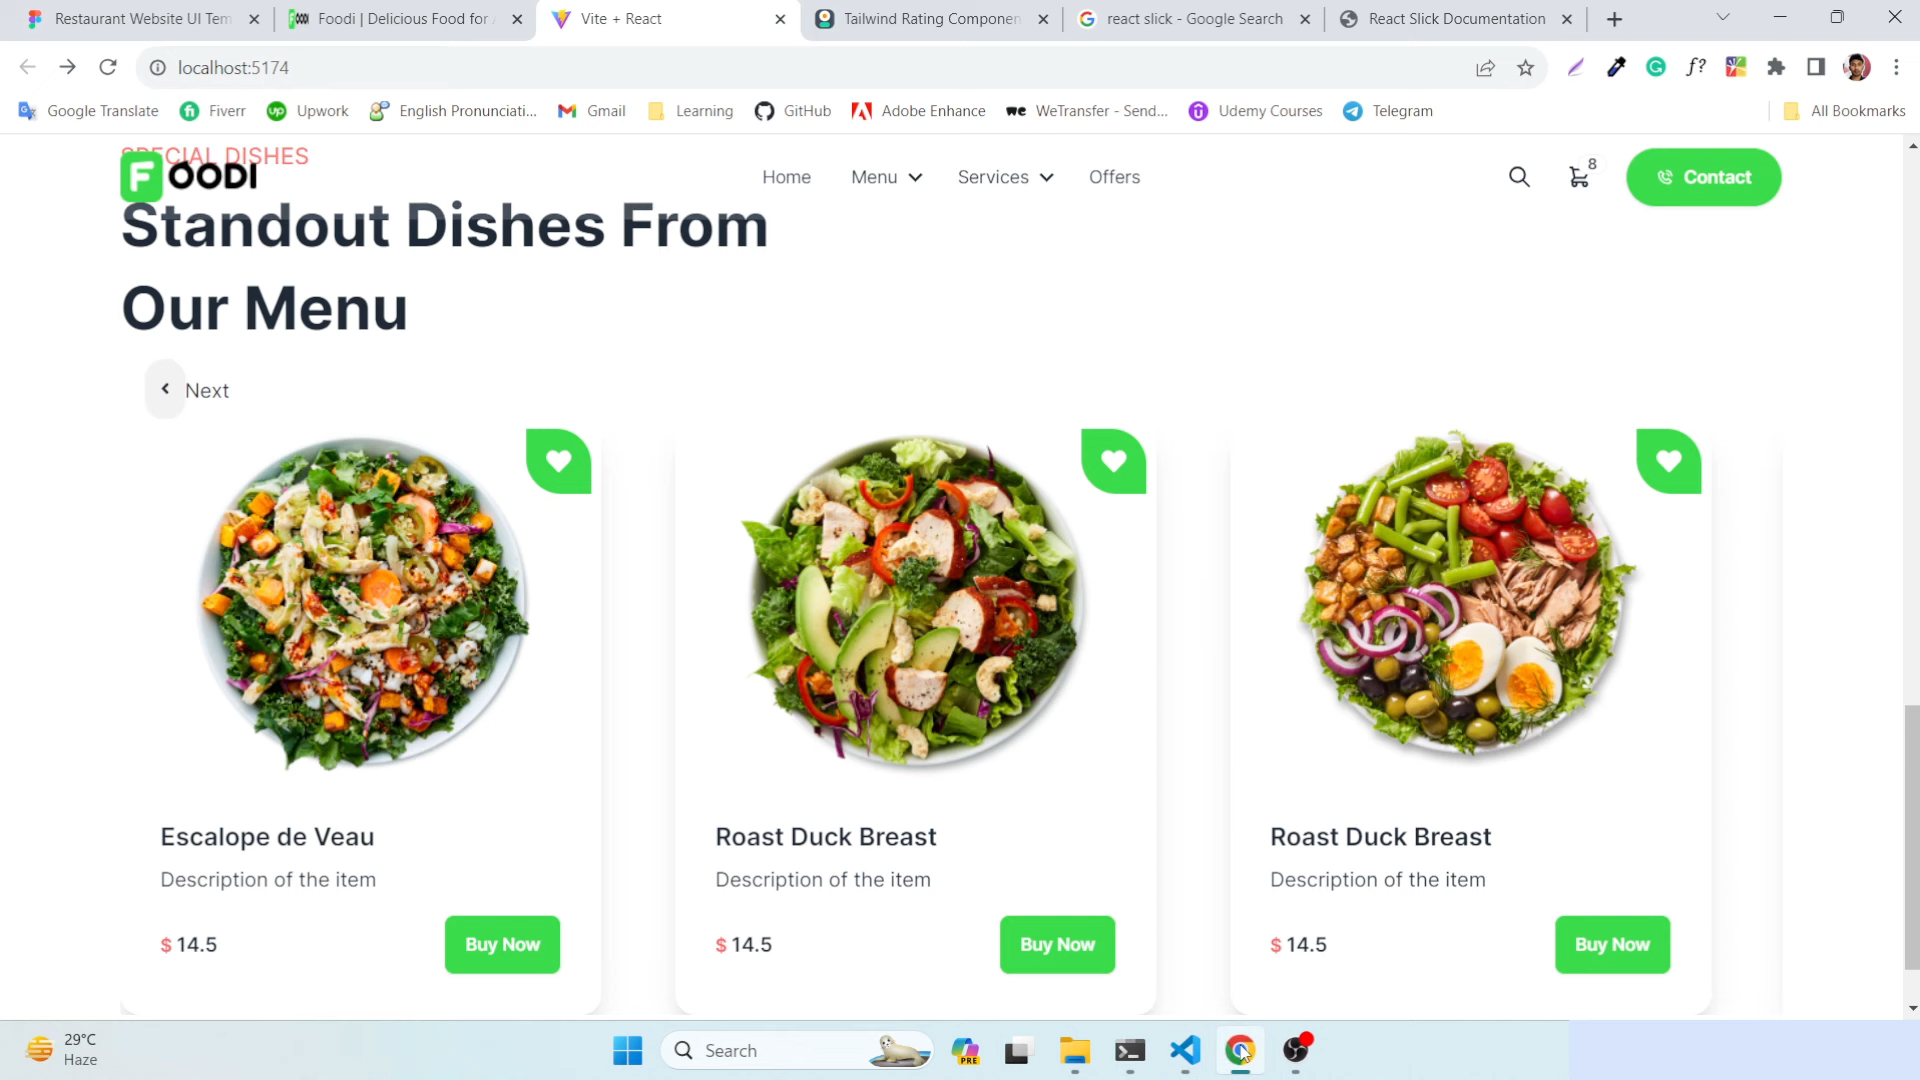 Restaurant Website UI Tem
Foodi | Delicious Food for A
Vite + React
Tailwind Rating Componen
react slick - Google Search
React Slick Documentation
localhost:5174
f?
Google Translate
Fiverr
Upwork
English Pronunciati...
Gmail
Learning
GitHub
Adobe Enhance
WeTransfer - Send...
Udemy Courses
Telegram
All Bookmarks
SPECIAL DISHES
FOODI
Home
Menu
Services
Offers
8
Contact
Standout Dishes From
Our Menu
Next
Escalope de Veau
Roast Duck Breast
Roast Duck Breast
Description of the item
Description of the item
Description of the item
$ 14.5
Buy Now
$ 14.5
Buy Now
$ 14.5
Buy Now
29°C
Haze
Search
PRE